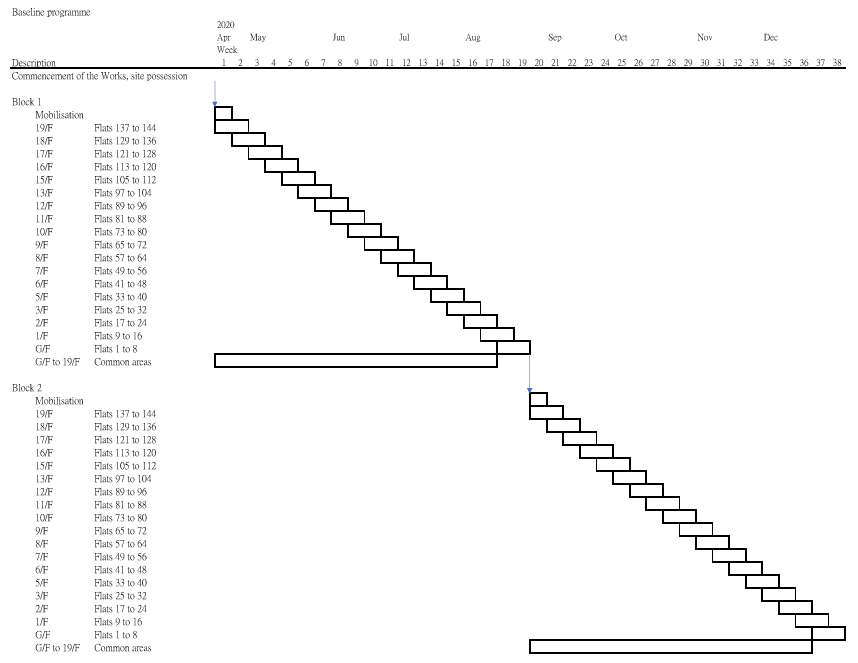 Baseline programme
2020
Apr May Jun Jul Aug Sep Oct Nov Dec
Week
Description 1 2 3 4 5 6 7 8 9 10 11 12 13 14 15 16 17 18 19 20 21 22 23 24 25 26 27 28 29 30 31 32 33 34 35 36 37 38
Commencement of the Works, site possession
Block 1
Mobilisation
19/F Flats 137 to 144
18/F Flats 129 to 136
17/F Flats 121 to 128
16/F Flats 113 to 120
15/F Flats 105 to 112
13/F Flats 97 to 104
12/F Flats 89 to 96
11/F Flats 81 to 88
10/F Flats 73 to 80
9/F Flats 65 to 72
8/F Flats 57 to 64
7/F Flats 49 to 56
6/F Flats 41 to 48
5/F Flats 33 to 40
3/F Flats 25 to 32
2/F Flats 17 to 24
1/F Flats 9 to 16
G/F Flats 1 to 8
G/F to 19/F Common areas
Block 2
Mobilisation
19/F Flats 137 to 144
18/F Flats 129 to 136
17/F Flats 121 to 128
16/F Flats 113 to 120
15/F Flats 105 to 112
13/F Flats 97 to 104
12/F Flats 89 to 96
11/F Flats 81 to 88
10/F Flats 73 to 80
9/F Flats 65 to 72
8/F Flats 57 to 64
7/F Flats 49 to 56
6/F Flats 41 to 48
5/F Flats 33 to 40
3/F Flats 25 to 32
2/F Flats 17 to 24
1/F Flats 9 to 16
G/F Flats 1 to 8
G/F to 19/F Common areas